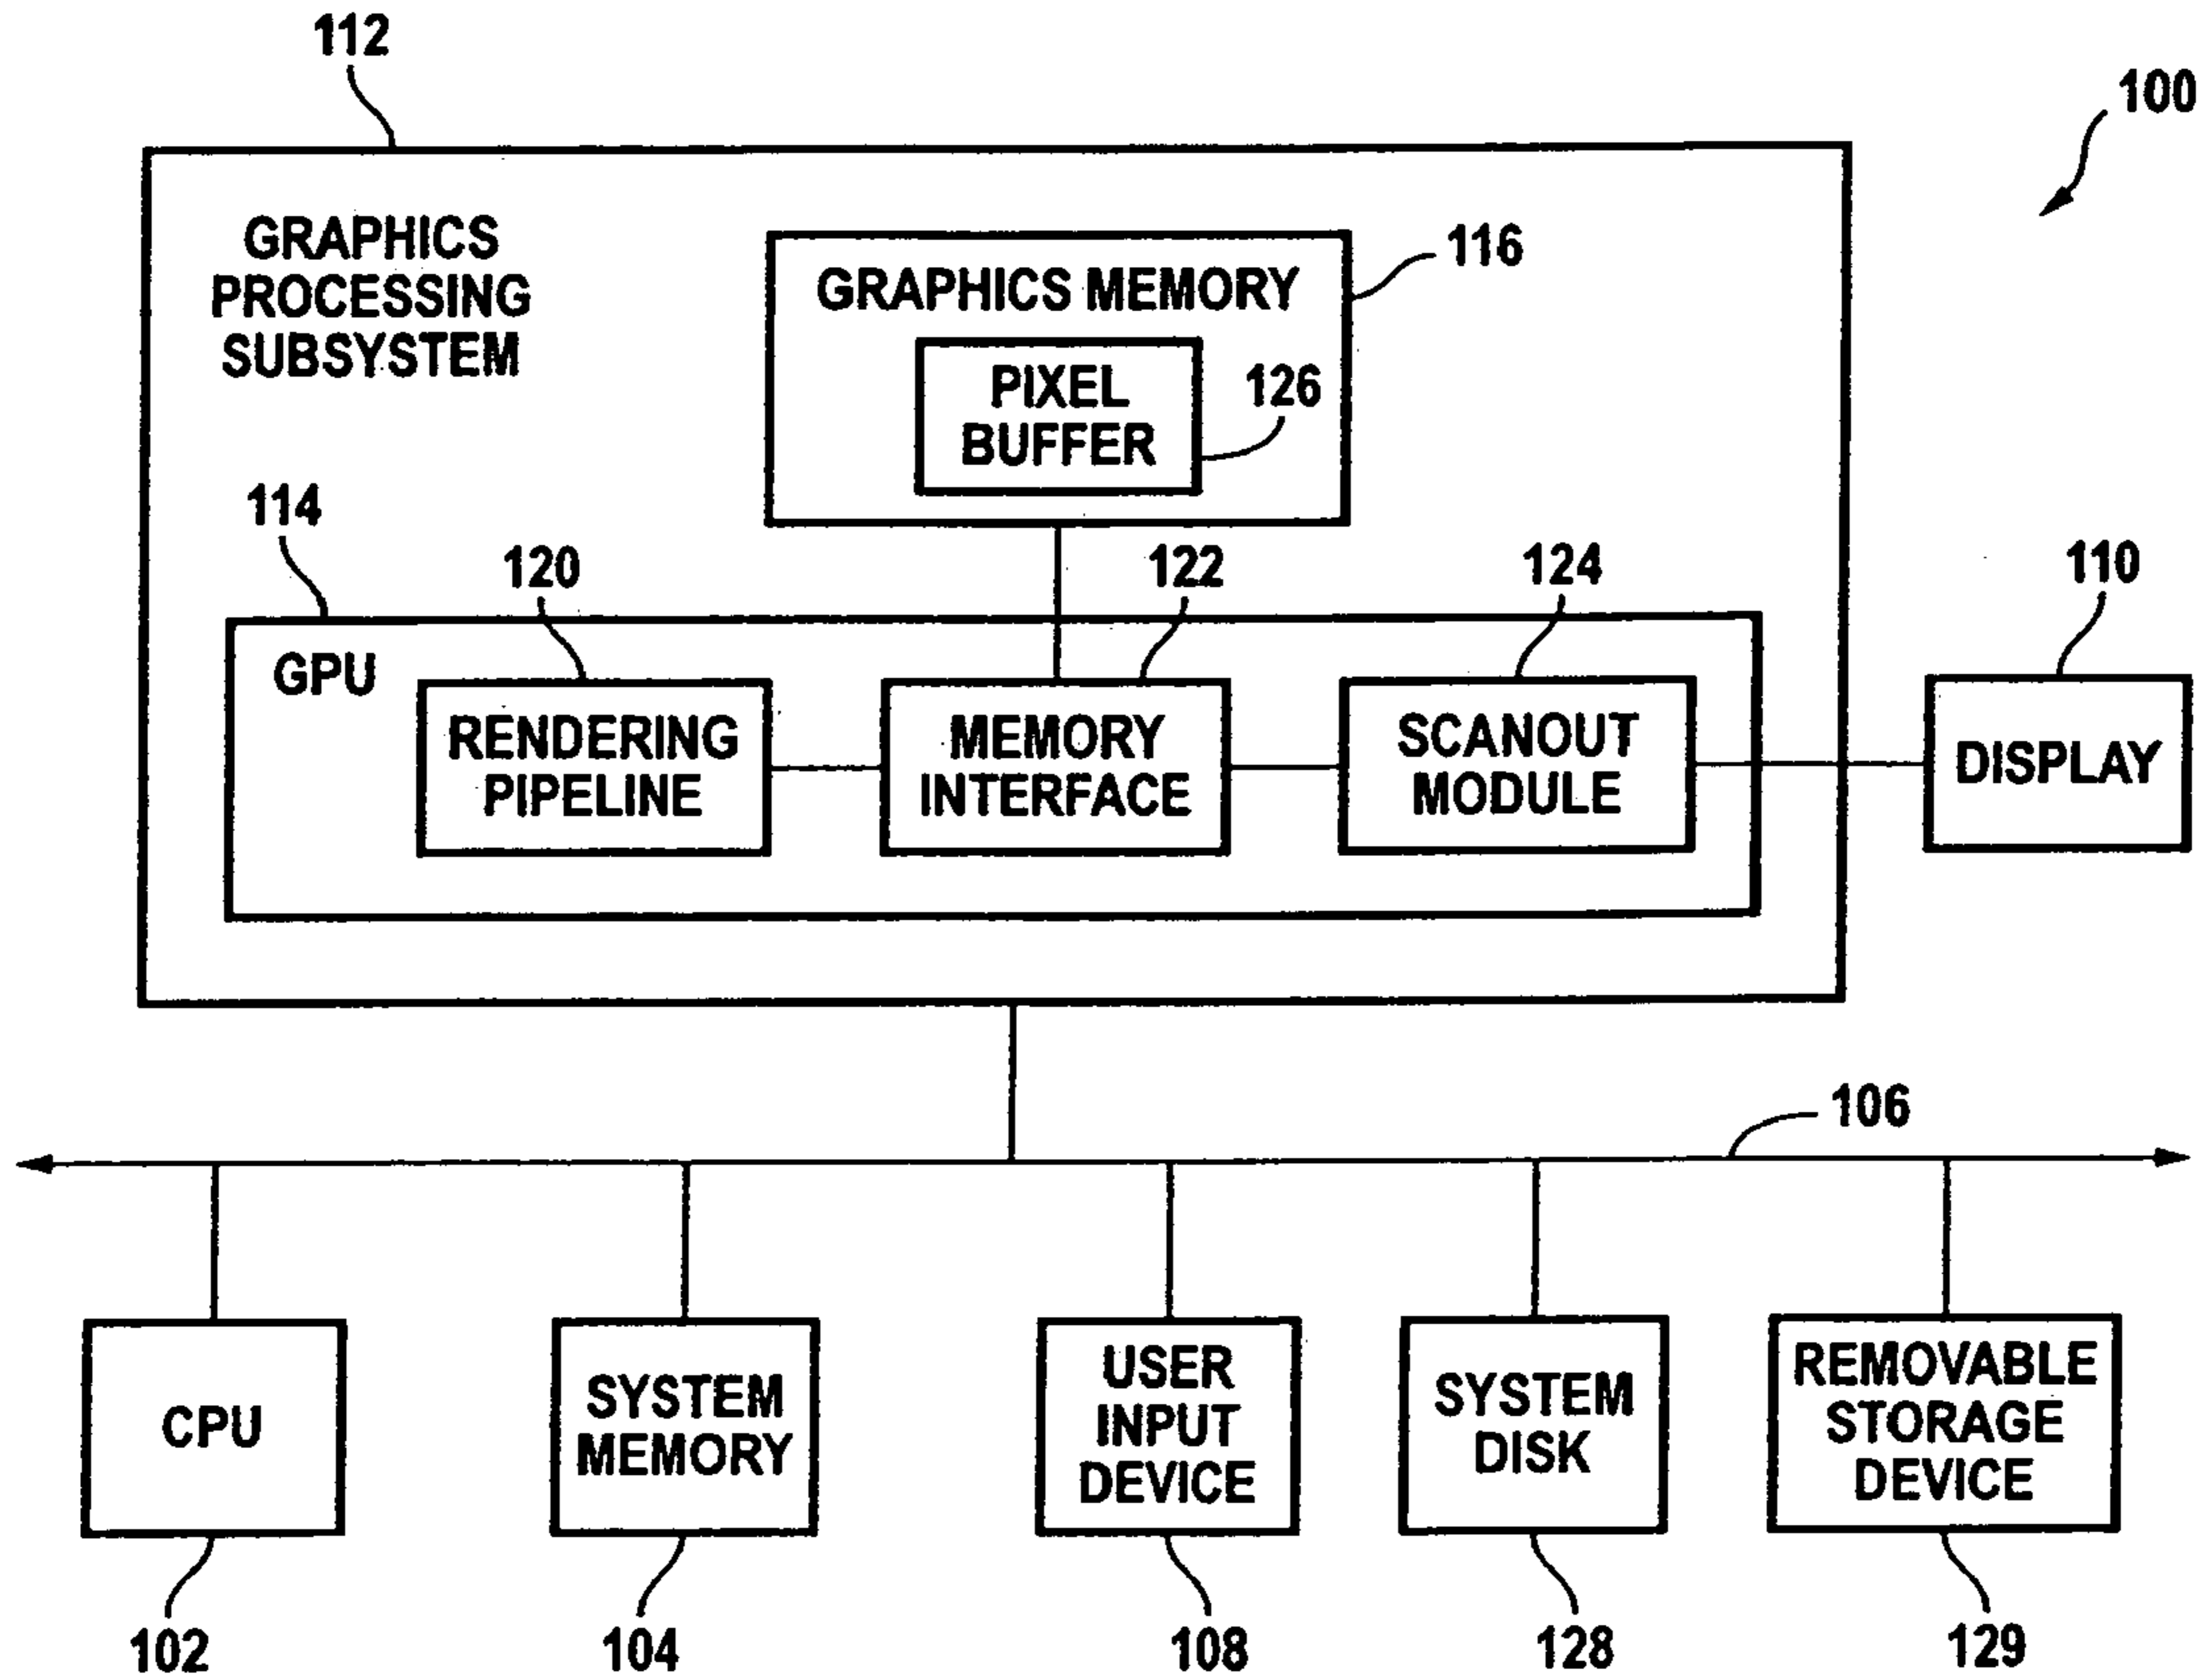 112
100
GRAPHICS
PROCESSING
SUBSYSTEM
116
GRAPHICS MEMORY
PIXEL
BUFFER
126
114
120
122
124
110
GPU
RENDERING
PIPELINE
MEMORY
INTERFACE
SCANOUT
MODULE
DISPLAY
106
CPU
SYSTEM
MEMORY
USER
INPUT
DEVICE
SYSTEM
DISK
REMOVABLE
STORAGE
DEVICE
102
104
108
128
129